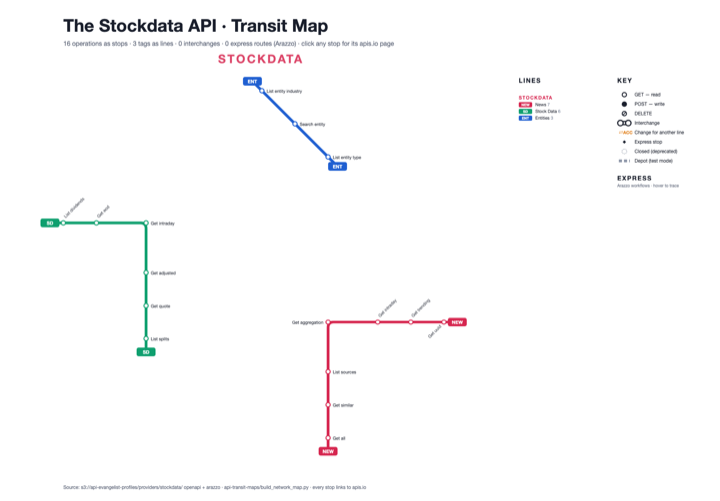 The Stockdata API · Transit Map
16 operations as stops · 3 tags as lines · 0 interchanges · 0 express routes (Arazzo) · click any stop for its apis.io page
STOCKDATA
ENT
List entity industry
Search entity
List entity type
ENT
LINES
STOCKDATA
NEW News 7
SD Stock Data 6
ENT Entities 3
KEY
GET — read
POST — write
DELETE
Interchange
Change for another line
Express stop
Closed (deprecated)
Depot (test mode)
EXPRESS
Arazzo workflows · hover to trace
SD
List dividends
Get eod
Get intraday
Get adjusted
Get quote
List splits
SD
Get aggregation
Get intraday
Get trending
Get uuid
NEW
List sources
Get similar
Get all
NEW
Source: s3://api-evangelist-profiles/providers/stockdata/ openapi + arazzo · api-transit-maps/build_network_map.py · every stop links to apis.io